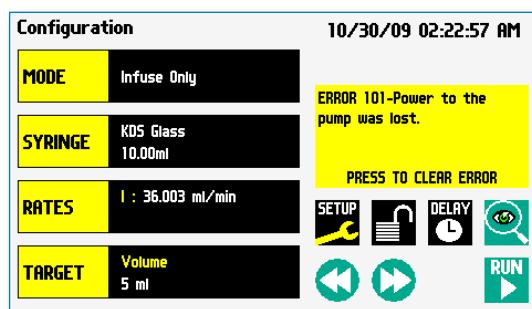 Configuration
10/30/09 02:22:57 AM
MODE
Infuse Only
SYRINGE
KDS Glass
10.00ml
RATES
I : 36.003 ml/min
TARGET
Volume
5 ml
ERROR 101-Power to the
pump was lost.
PRESS TO CLEAR ERROR
SETUP
DELAY
RUN